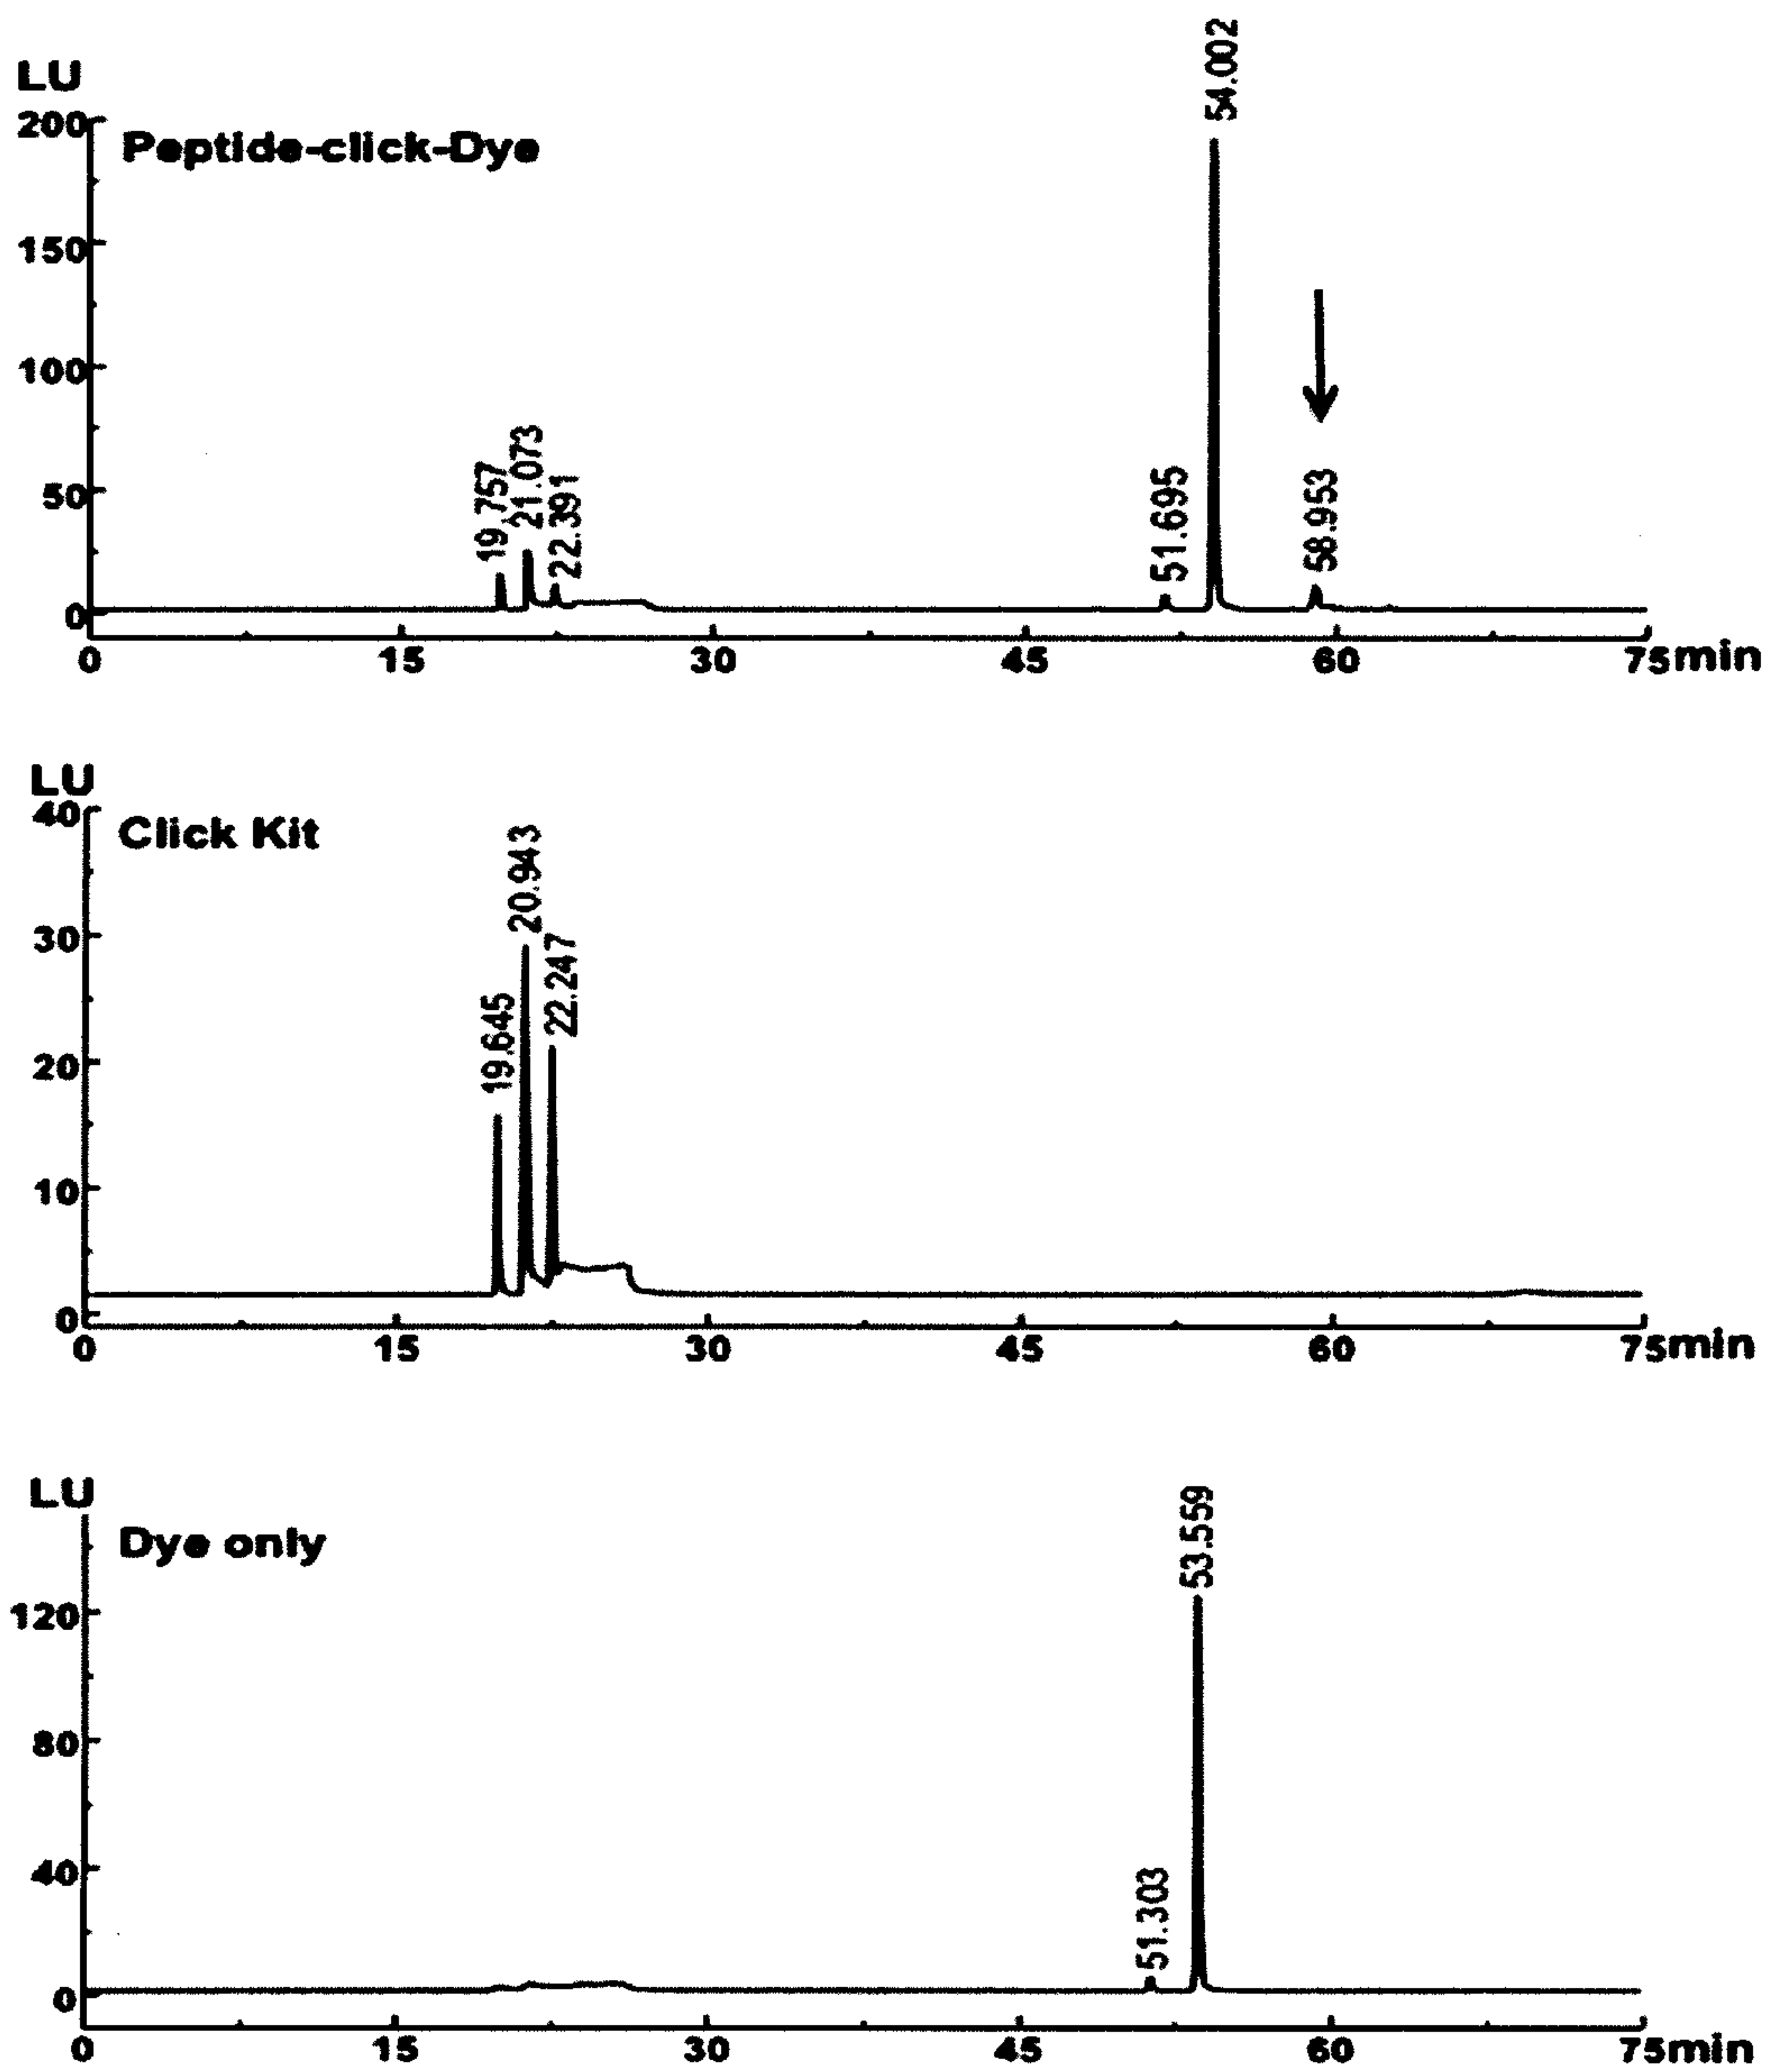 LU
200
Peptide-click-Dye
54.002
150
100
50
19.757
21.073
22.391
51.695
58.953
0
0 15 30 45 60 75min
LU
40
Click Kit
20.943
30
22.247
19.645
20
10
0
0 15 30 45 60 75min
LU
Dye only
53.559
120
80
40
51.303
0
0 15 30 45 60 75min